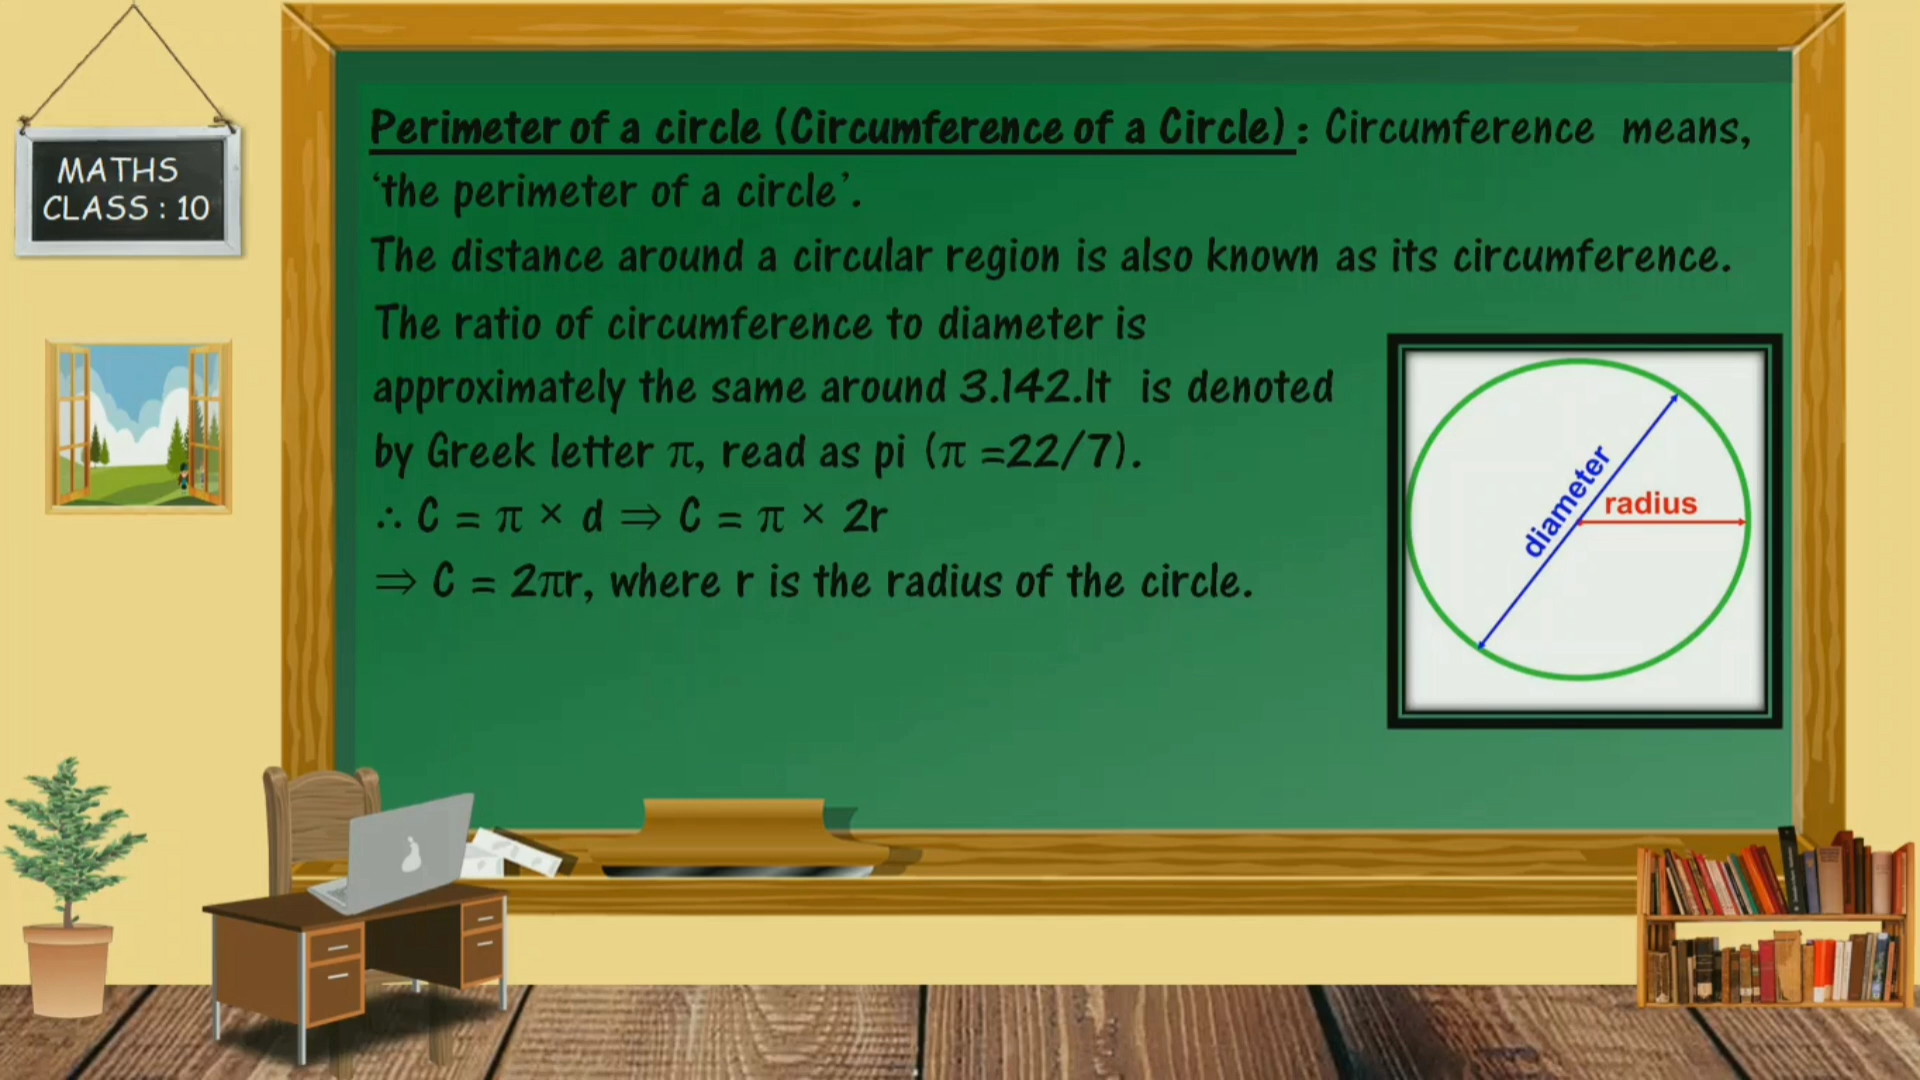 MATHS
CLASS : 10
Perimeter of a circle (Circumference of a Circle) : Circumference means,
‘the perimeter of a circle’.
The distance around a circular region is also known as its circumference.
The ratio of circumference to diameter is
approximately the same around 3.142.It is denoted
by Greek letter π, read as pi (π =22/7).
∴ C = π × d ⇒ C = π × 2r
⇒ C = 2πr, where r is the radius of the circle.
diameter
radius